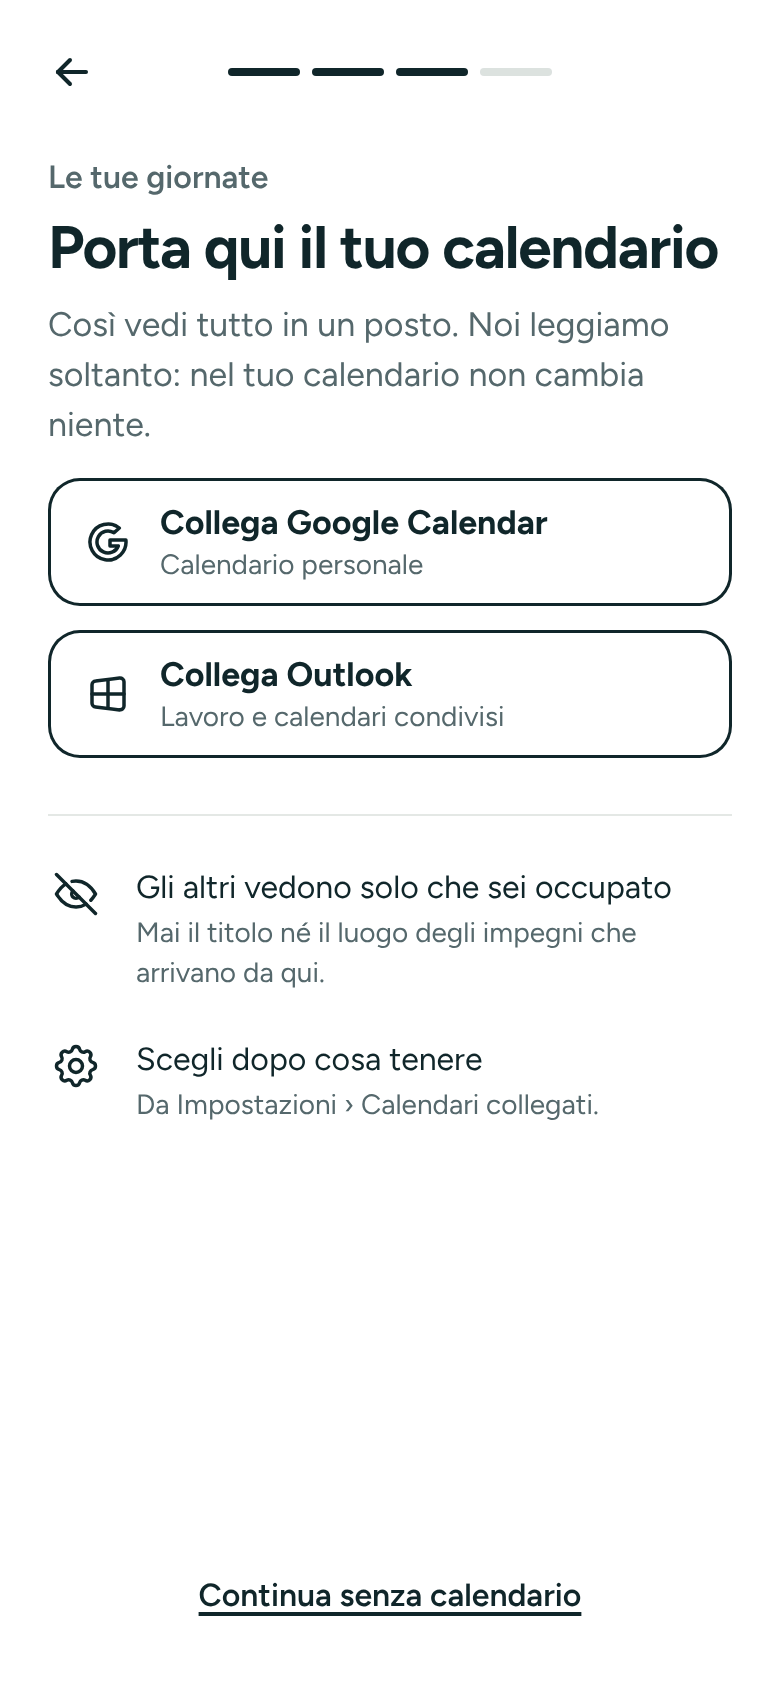 Le tue giornate
Porta qui il tuo calendario
Così vedi tutto in un posto. Noi leggiamo
soltanto: nel tuo calendario non cambia
niente.
Collega Google Calendar
Calendario personale
Collega Outlook
Lavoro e calendari condivisi
Gli altri vedono solo che sei occupato
Mai il titolo né il luogo degli impegni che
arrivano da qui.
Scegli dopo cosa tenere
Da Impostazioni › Calendari collegati.
Continua senza calendario